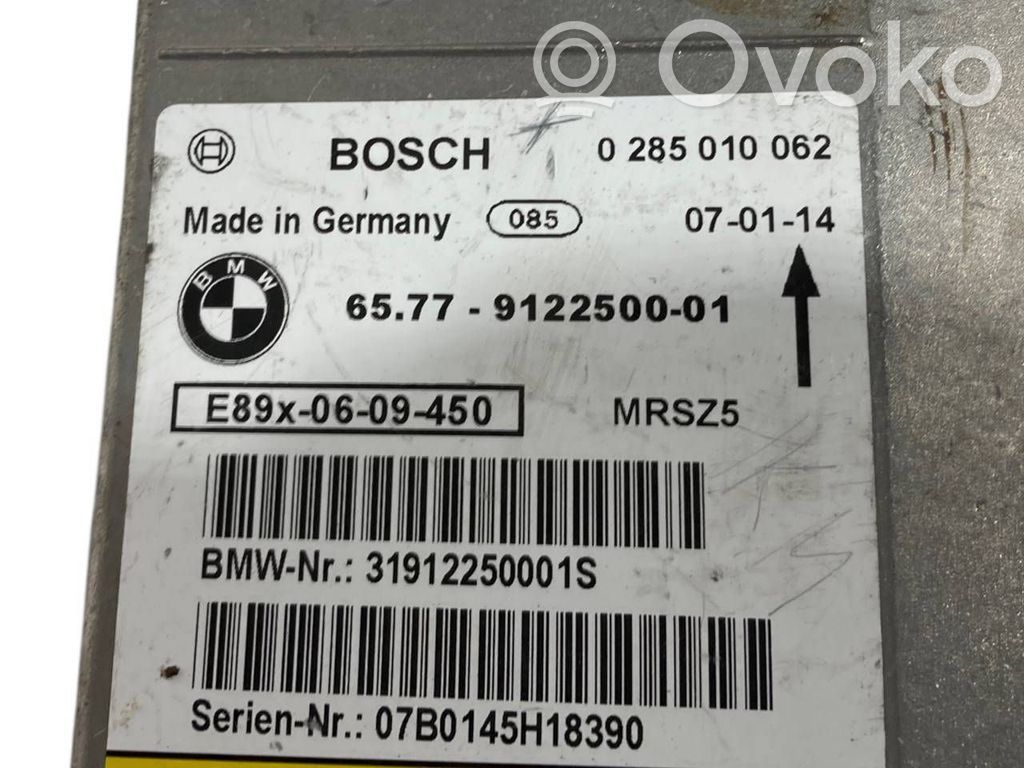 Ovoko
BOSCH 0 285 010 062
Made in Germany 085 07-01-14
BMW 65.77 - 9122500-01
E89x-06-09-450 MRSZ5
BMW-Nr.: 31912250001S
Serien-Nr.: 07B0145H18390